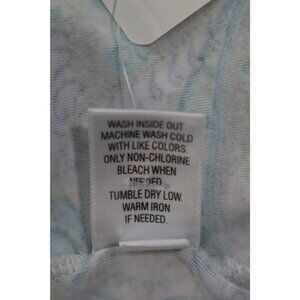 WASH INSIDE OUT
MACHINE WASH COLD
WITH LIKE COLORS.
ONLY NON-CHLORINE
BLEACH WHEN
NEEDED.
TUMBLE DRY LOW.
WARM IRON
IF NEEDED.